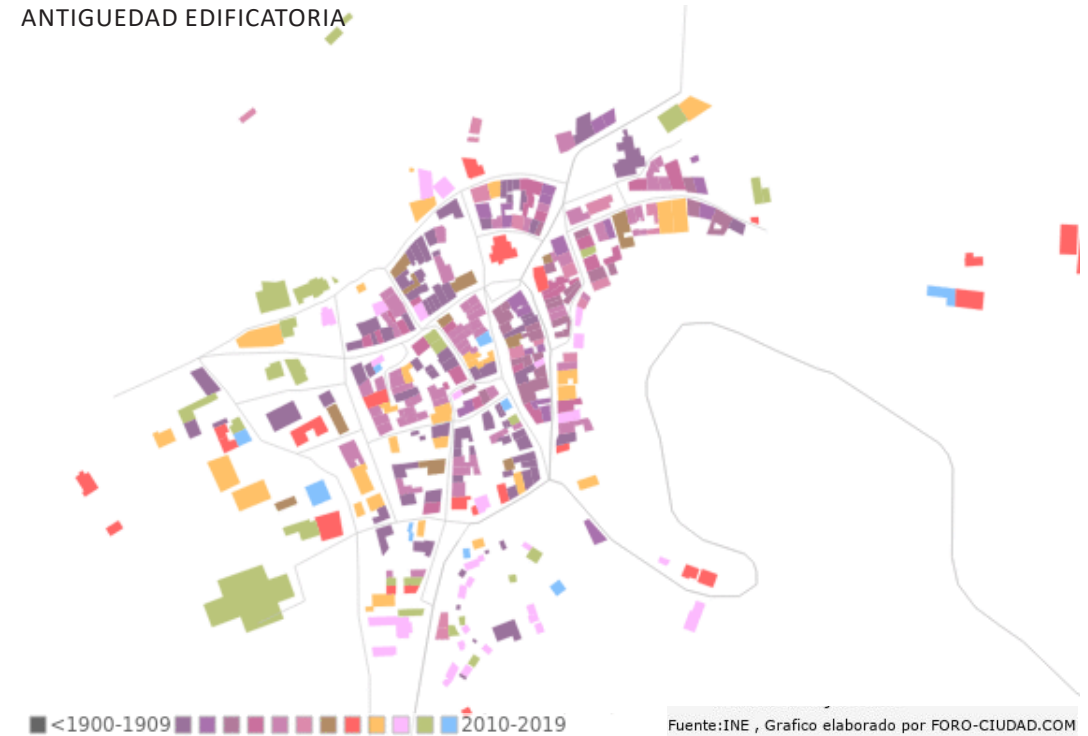 ANTIGUEDAD EDIFICATORIA
<1900-1909 2010-2019
Fuente:INE , Grafico elaborado por FORO-CIUDAD.COM